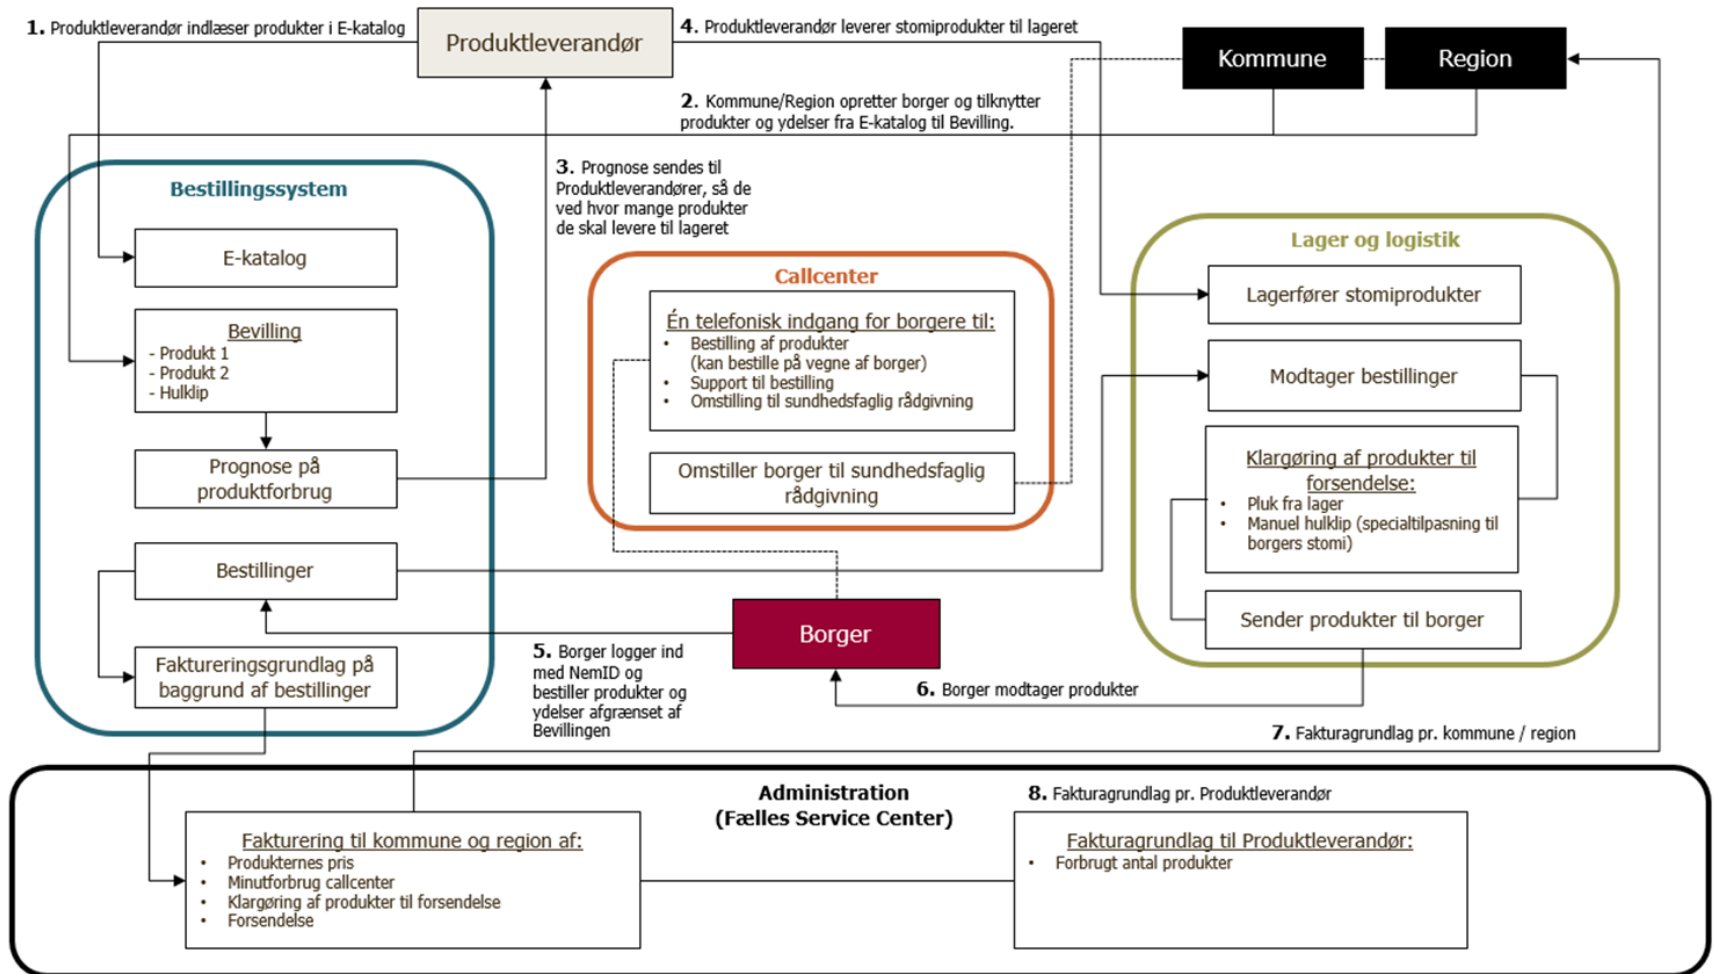 1. Produktleverandør indlæser produkter i E-katalog
Produktleverandør
4. Produktleverandør leverer stomiprodukter til lageret
Kommune
Region
2. Kommune/Region opretter borger og tilknytter
produkter og ydelser fra E-katalog til Bevilling.
3. Prognose sendes til
Produktleverandører, så de
ved hvor mange produkter
de skal levere til lageret
Bestillingssystem
E-katalog
Bevilling
- Produkt 1
- Produkt 2
- Hulklip
Prognose på
produktforbrug
Bestillinger
Faktureringsgrundlag på
baggrund af bestillinger
Callcenter
Én telefonisk indgang for borgere til:
• Bestilling af produkter
(kan bestille på vegne af borger)
• Support til bestilling
• Omstilling til sundhedsfaglig rådgivning
Omstiller borger til sundhedsfaglig
rådgivning
Lager og logistik
Lagerfører stomiprodukter
Modtager bestillinger
Klargøring af produkter til
forsendelse:
• Pluk fra lager
• Manuel hulklip (specialtilpasning til
borgers stomi)
Sender produkter til borger
Borger
5. Borger logger ind
med NemID og
bestiller produkter og
ydelser afgrænset af
Bevillingen
6. Borger modtager produkter
7. Fakturagrundlag pr. kommune / region
Administration
(Fælles Service Center)
8. Fakturagrundlag pr. Produktleverandør
Fakturering til kommune og region af:
• Produkternes pris
• Minutforbrug callcenter
• Klargøring af produkter til forsendelse
• Forsendelse
Fakturagrundlag til Produktleverandør:
• Forbrugt antal produkter